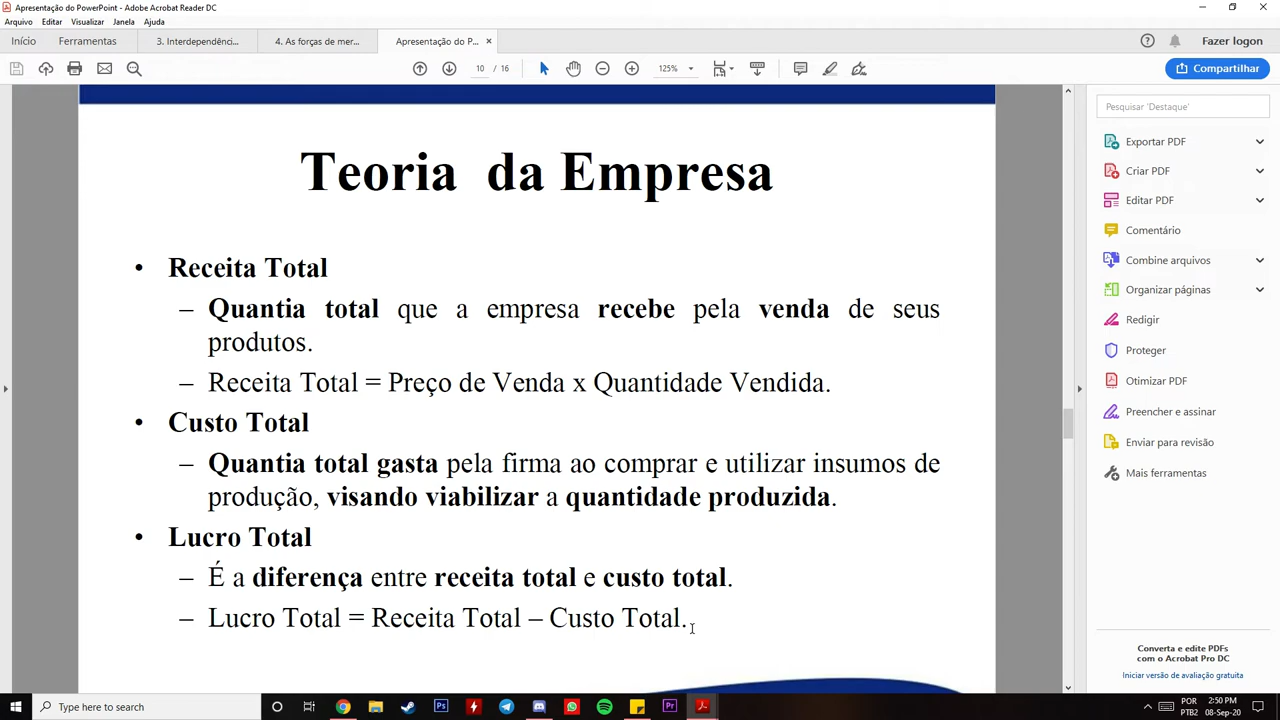 Apresentação do PowerPoint - Adobe Acrobat Reader DC
Arquivo Editar Visualizar Janela Ajuda
Início Ferramentas 3. Interdependênci... 4. As forças de mer... Apresentação do P... × Fazer logon
10 / 16 125% Compartilhar
Pesquisar 'Destaque'
Exportar PDF
Criar PDF
Editar PDF
Comentário
Combine arquivos
Organizar páginas
Redigir
Proteger
Otimizar PDF
Preencher e assinar
Enviar para revisão
Mais ferramentas
Converta e edite PDFs
com o Acrobat Pro DC
Iniciar versão de avaliação gratuita
Teoria da Empresa
• Receita Total
– Quantia total que a empresa recebe pela venda de seus
produtos.
– Receita Total = Preço de Venda x Quantidade Vendida.
• Custo Total
– Quantia total gasta pela firma ao comprar e utilizar insumos de
produção, visando viabilizar a quantidade produzida.
• Lucro Total
– É a diferença entre receita total e custo total.
– Lucro Total = Receita Total – Custo Total.
Type here to search
Ps Pr
POR 2:50 PM
PTB2 08-Sep-20